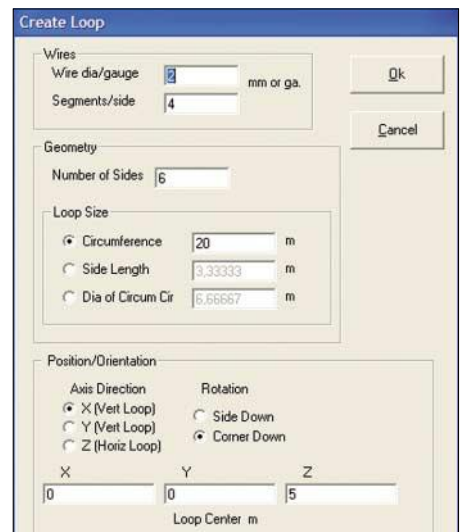 Create Loop
Wires
Wire dia/gauge 2 mm or ga.
Segments/side 4
Ok
Cancel
Geometry
Number of Sides 6
Loop Size
Circumference 20 m
Side Length 3,33333 m
Dia of Circum Cir 6,66667 m
Position/Orientation
Axis Direction Rotation
X (Vert Loop) Side Down
Y (Vert Loop) Corner Down
Z (Horiz Loop)
X Y Z
0 0 5
Loop Center m